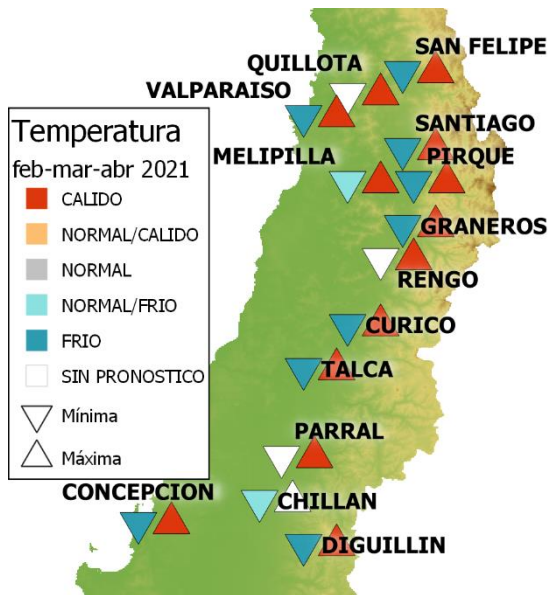 SAN FELIPE
QUILLOTA
VALPARAISO
SANTIAGO
MELIPILLA
PIRQUE
GRANEROS
RENGO
CURICO
TALCA
PARRAL
CONCEPCION
CHILLAN
DIGUILLIN
Temperatura
feb-mar-abr 2021
CALIDO
NORMAL/CALIDO
NORMAL
NORMAL/FRIO
FRIO
SIN PRONOSTICO
Mínima
Máxima